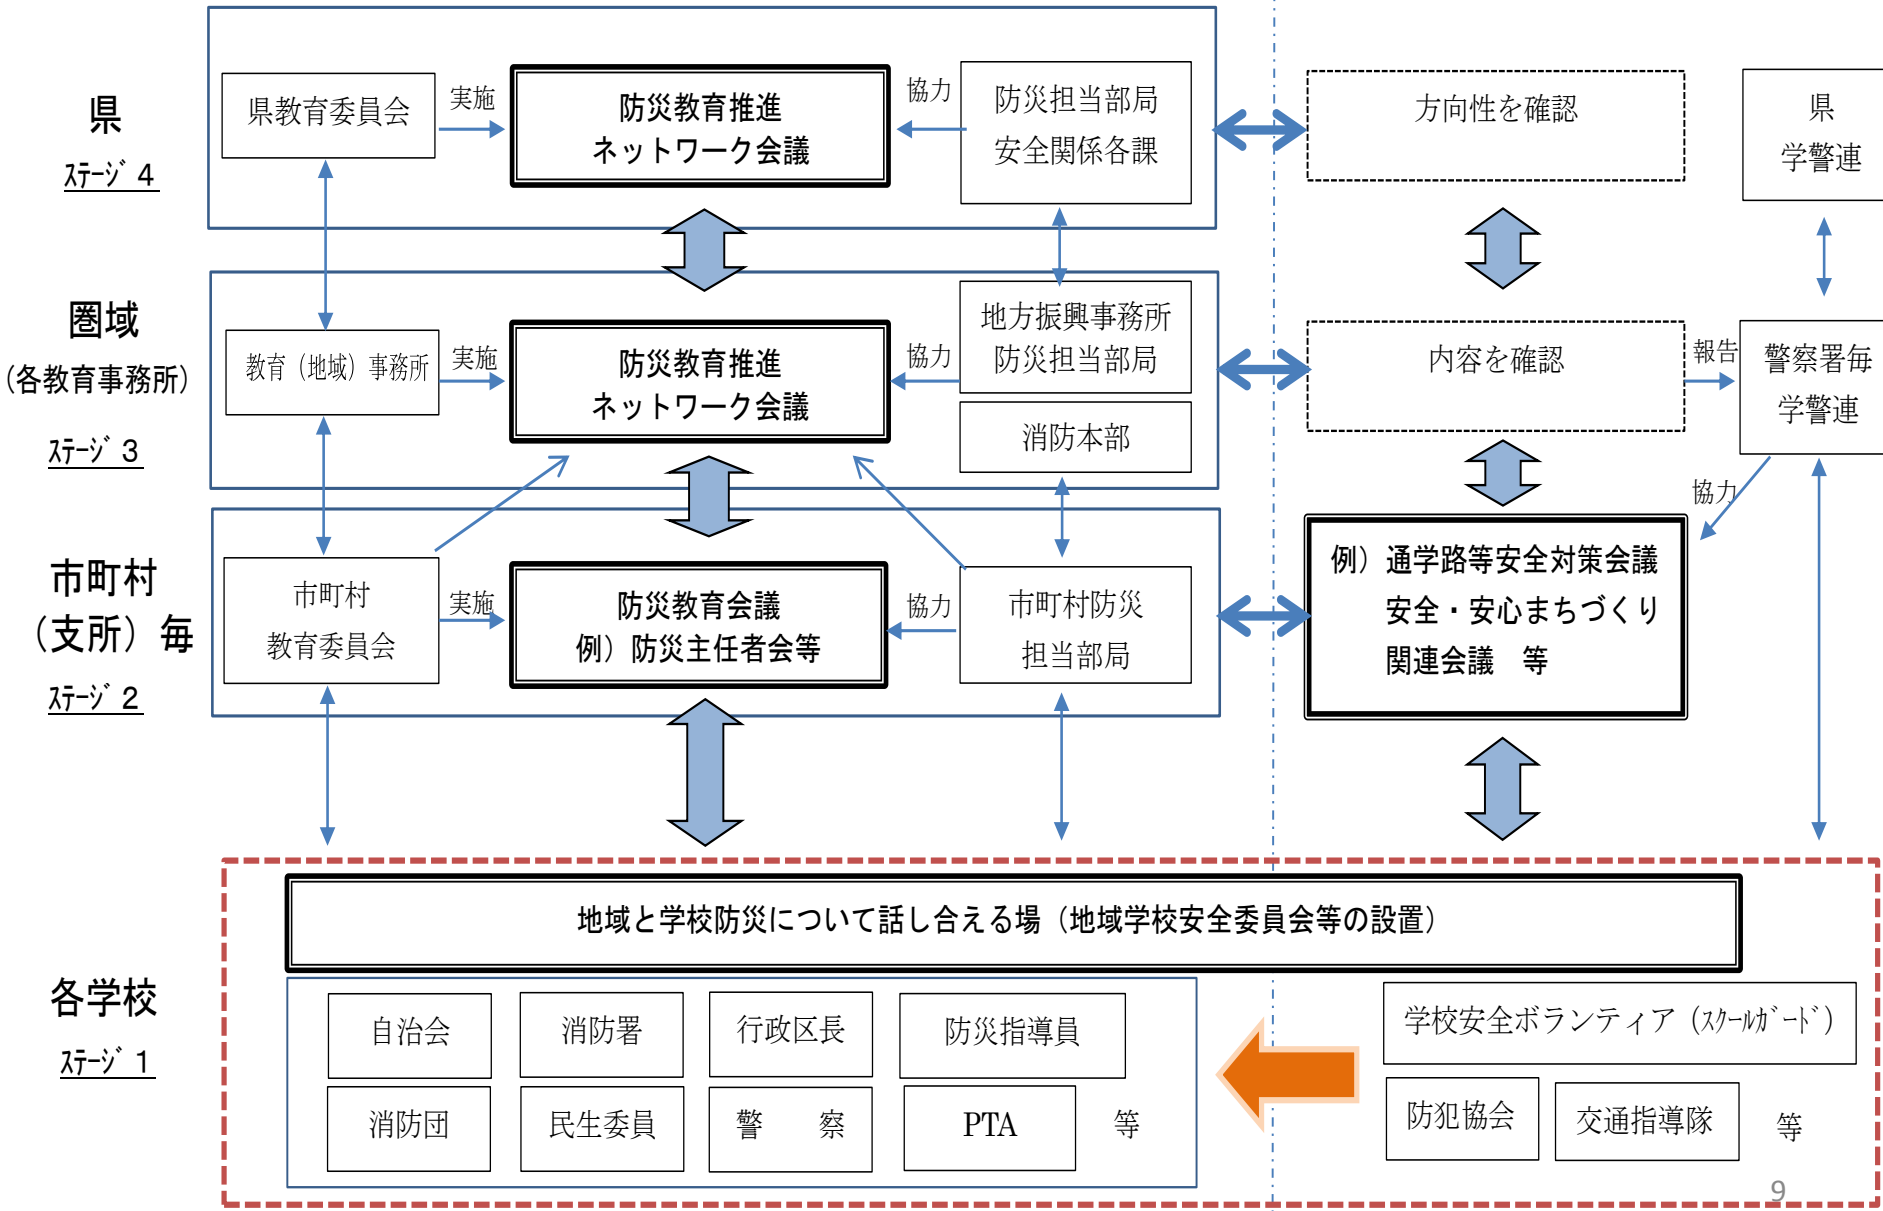 県
ｽﾃｰｼﾞ 4
県教育委員会
実施
防災教育推進
ネットワーク会議
協力
防災担当部局
安全関係各課
方向性を確認
県
学警連
圏域
（各教育事務所）
ｽﾃｰｼﾞ 3
教育（地域）事務所
実施
防災教育推進
ネットワーク会議
協力
地方振興事務所
防災担当部局
消防本部
内容を確認
報告
警察署毎
学警連
協力
市町村
（支所）毎
ｽﾃｰｼﾞ 2
市町村
教育委員会
実施
防災教育会議
例）防災主任者会等
協力
市町村防災
担当部局
例）通学路等安全対策会議
安全・安心まちづくり
関連会議　等
各学校
ｽﾃｰｼﾞ 1
地域と学校防災について話し合える場（地域学校安全委員会等の設置）
自治会
消防署
行政区長
防災指導員
消防団
民生委員
警　察
PTA
等
学校安全ボランティア（ｽｸｰﾙｶﾞｰﾄﾞ）
防犯協会
交通指導隊
等
9